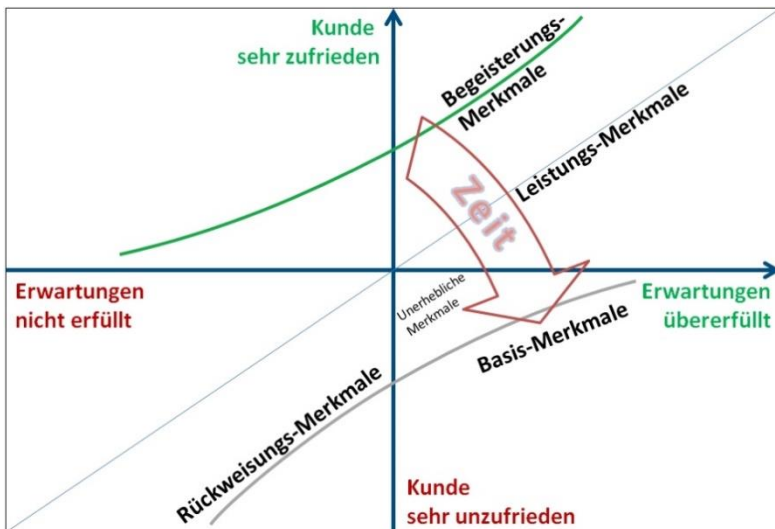 Kunde
sehr zufrieden
Begeisterungs-
Merkmale
Leistungs-Merkmale
Zeit
Erwartungen
nicht erfüllt
Unerhebliche
Merkmale
Erwartungen
übererfüllt
Basis-Merkmale
Rückweisungs-Merkmale
Kunde
sehr unzufrieden